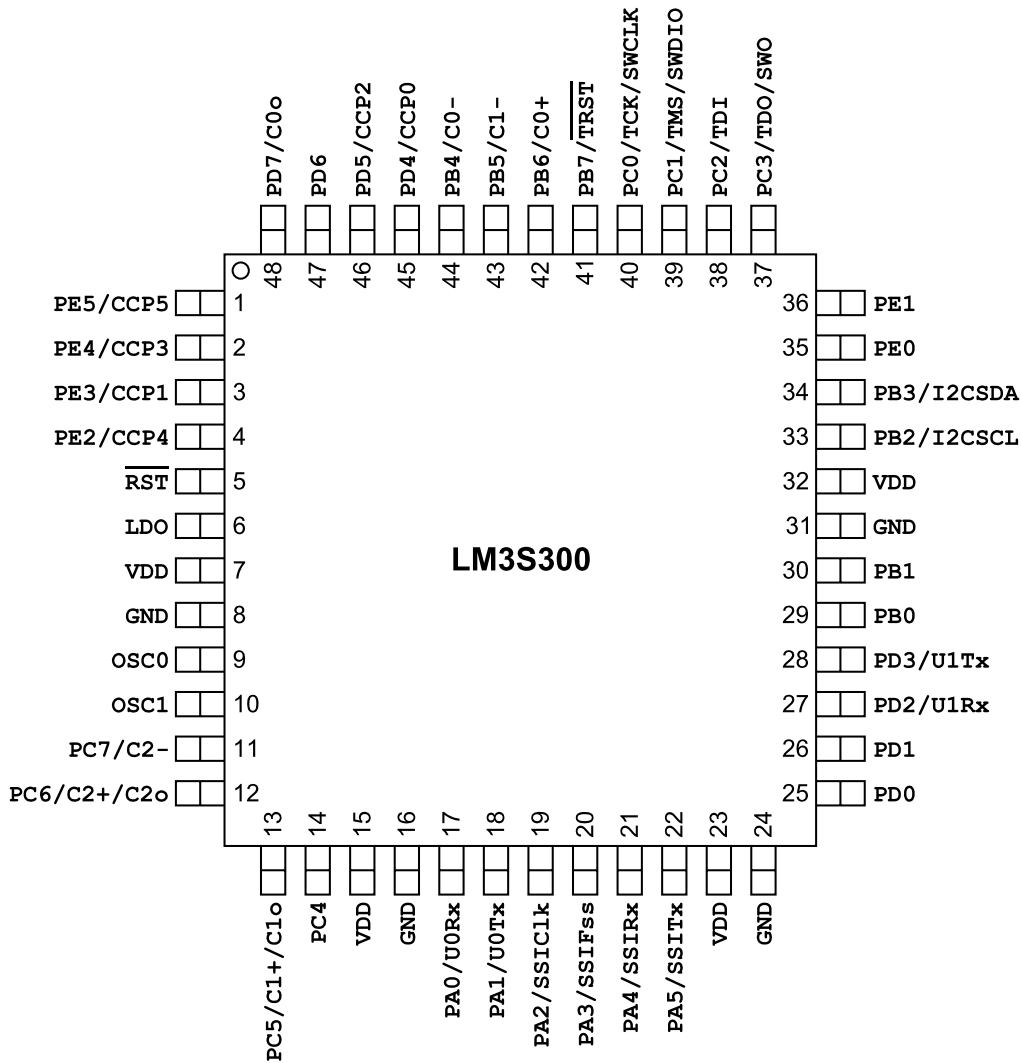 PD7/C0o
PD6
PD5/CCP2
PD4/CCP0
PB4/C0-
PB5/C1-
PB6/C0+
PB7/TRST
PC0/TCK/SWCLK
PC1/TMS/SWDIO
PC2/TDI
PC3/TDO/SWO
48
47
46
45
44
43
42
41
40
39
38
37
PE5/CCP5 1
PE4/CCP3 2
PE3/CCP1 3
PE2/CCP4 4
RST 5
LDO 6
VDD 7
GND 8
OSC0 9
OSC1 10
PC7/C2- 11
PC6/C2+/C2o 12
LM3S300
36 PE1
35 PE0
34 PB3/I2CSDA
33 PB2/I2CSCL
32 VDD
31 GND
30 PB1
29 PB0
28 PD3/U1Tx
27 PD2/U1Rx
26 PD1
25 PD0
13
14
15
16
17
18
19
20
21
22
23
24
PC5/C1+/C1o
PC4
VDD
GND
PA0/U0Rx
PA1/U0Tx
PA2/SSIClk
PA3/SSIFss
PA4/SSIRx
PA5/SSITx
VDD
GND